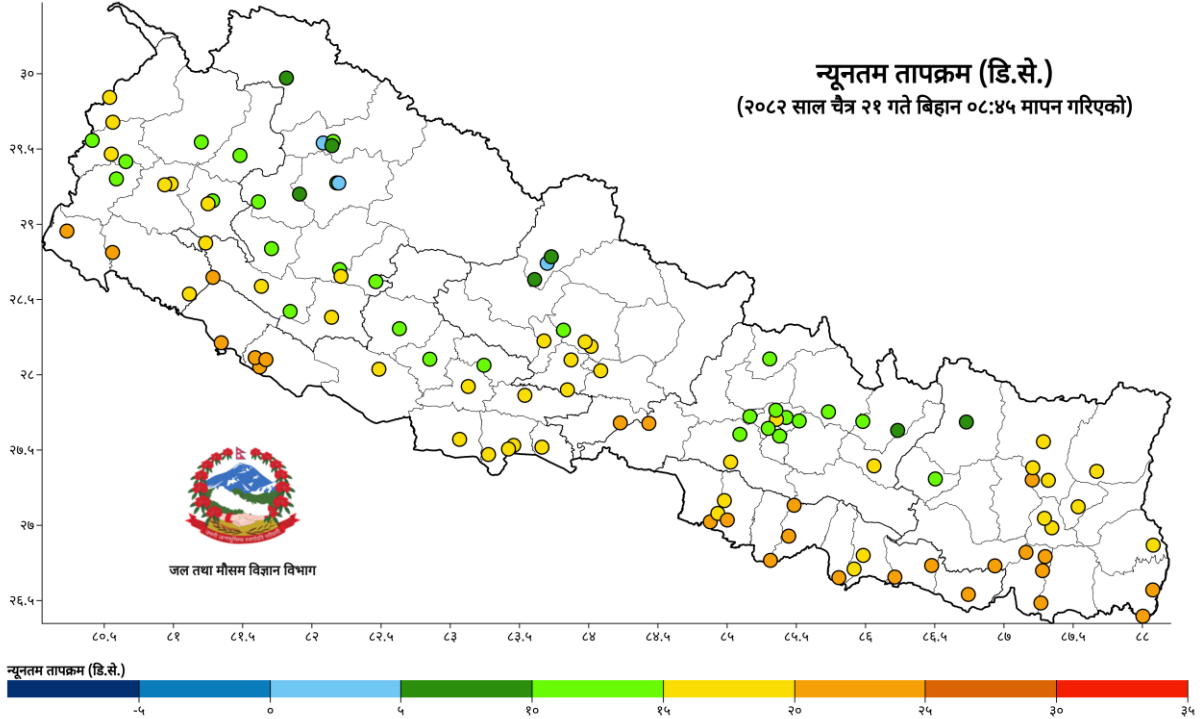 न्यूनतम तापक्रम (डि.से.)
(२०८२ साल चैत्र २१ गते बिहान ०८:४५ मापन गरिएको)
३०
२९.५
२९
२८.५
२८
२७.५
२७
२६.५
जल तथा मौसम विज्ञान विभाग
८०.५ ८१ ८१.५ ८२ ८२.५ ८३ ८३.५ ८४ ८४.५ ८५ ८५.५ ८६ ८६.५ ८७ ८७.५ ८८
न्यूनतम तापक्रम (डि.से.)
-५ ० ५ १० १५ २० २५ ३० ३५